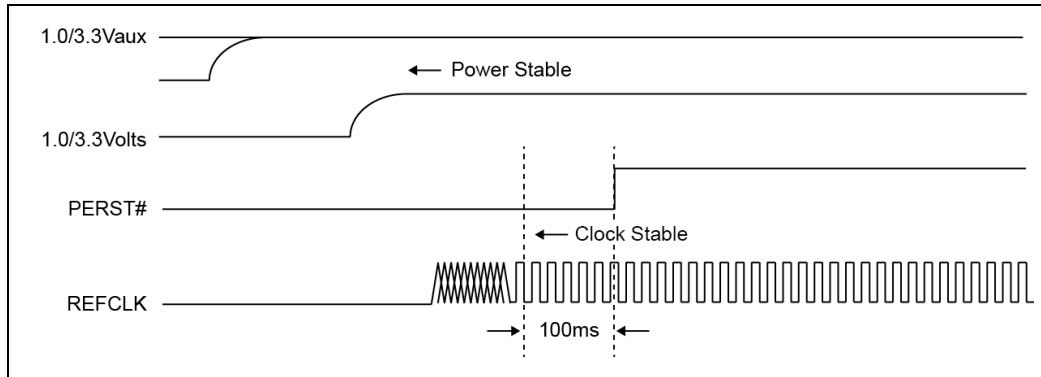 1.0/3.3Vaux
Power Stable
1.0/3.3Volts
PERST#
Clock Stable
REFCLK
100ms